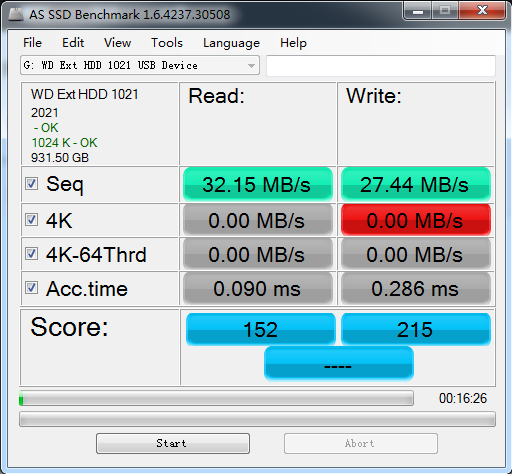 AS SSD Benchmark 1.6.4237.30508
File Edit View Tools Language Help
G: WD Ext HDD 1021 USB Device
WD Ext HDD 1021
2021
- OK
1024 K - OK
931.50 GB
Read:
Write:
Seq 32.15 MB/s 27.44 MB/s
4K 0.00 MB/s 0.00 MB/s
4K-64Thrd 0.00 MB/s 0.00 MB/s
Acc.time 0.090 ms 0.286 ms
Score: 152 215
----
00:16:26
Start Abort